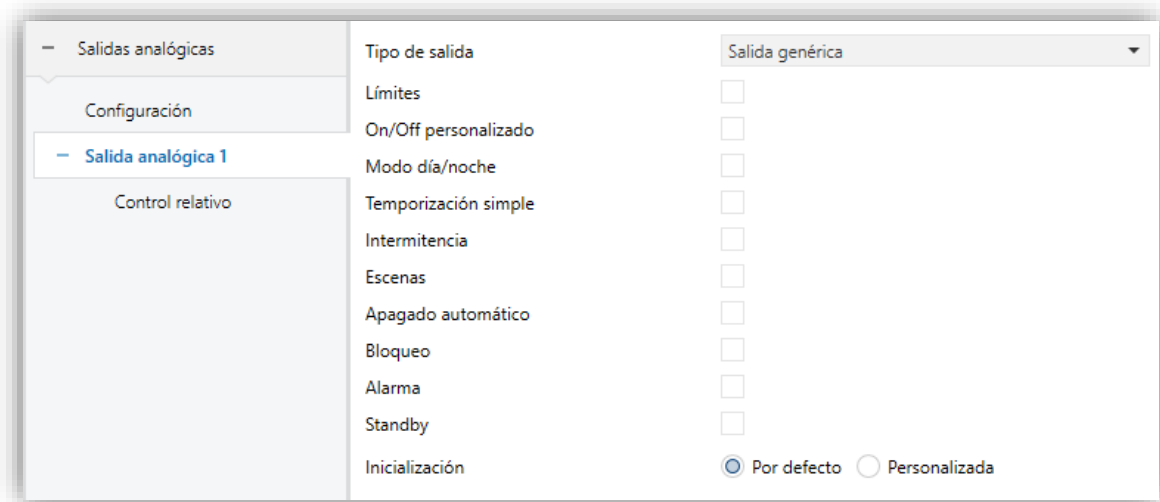 Salidas analógicas
Configuración
Salida analógica 1
Control relativo
Tipo de salida Salida genérica
Límites
On/Off personalizado
Modo día/noche
Temporización simple
Intermitencia
Escenas
Apagado automático
Bloqueo
Alarma
Standby
Inicialización Por defecto Personalizada